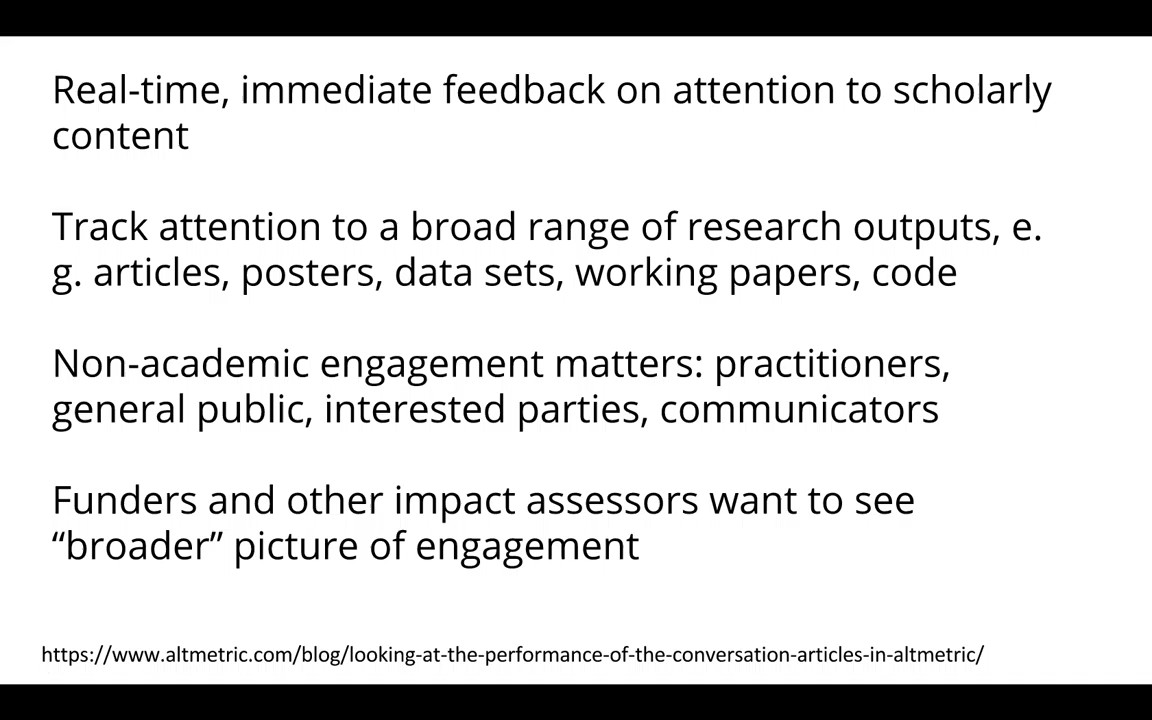 Real-time, immediate feedback on attention to scholarly
content
Track attention to a broad range of research outputs, e.
g. articles, posters, data sets, working papers, code
Non-academic engagement matters: practitioners,
general public, interested parties, communicators
Funders and other impact assessors want to see
“broader” picture of engagement
https://www.altmetric.com/blog/looking-at-the-performance-of-the-conversation-articles-in-altmetric/